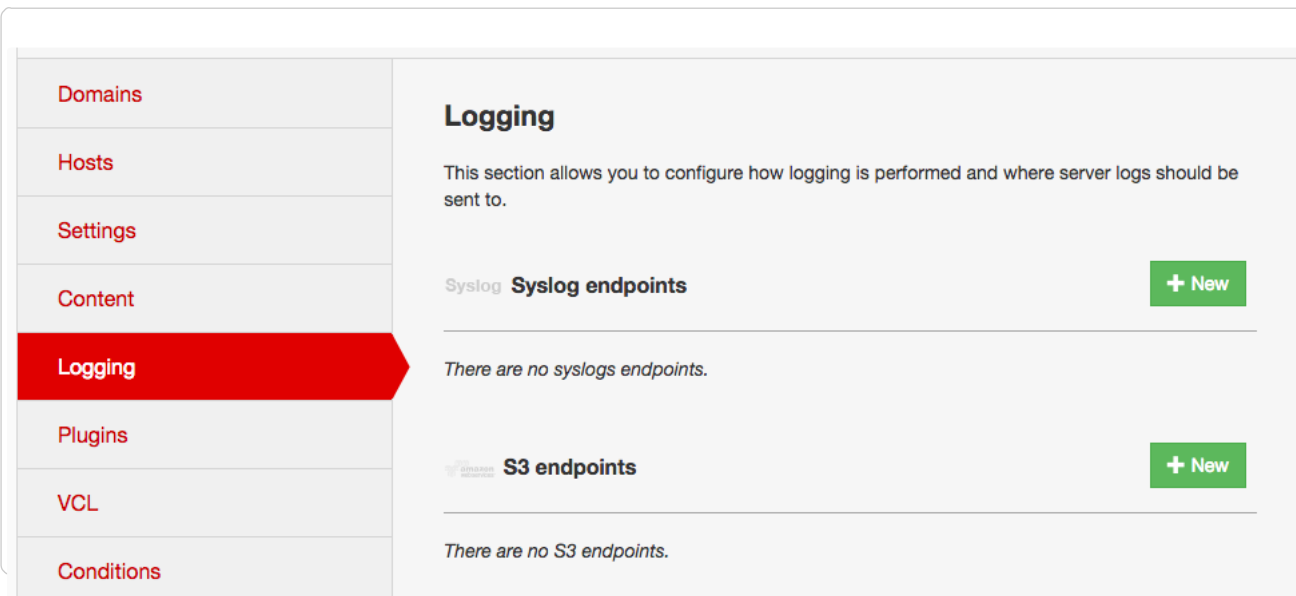 Domains
Hosts
Settings
Content
Logging
Plugins
VCL
Conditions
Logging
This section allows you to configure how logging is performed and where server logs should be
sent to.
Syslog Syslog endpoints
+ New
There are no syslogs endpoints.
amazon S3 endpoints
+ New
There are no S3 endpoints.